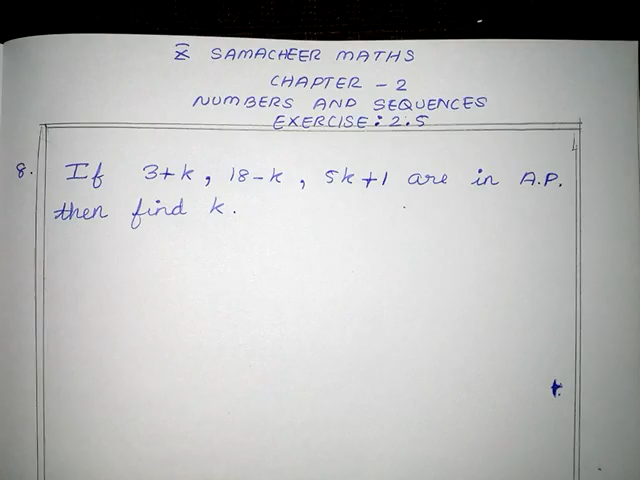 X̅ SAMACHEER MATHS
CHAPTER - 2
NUMBERS AND SEQUENCES
EXERCISE: 2.5
8. If 3+k, 18-k, 5k+1 are in A.P.
then find k.